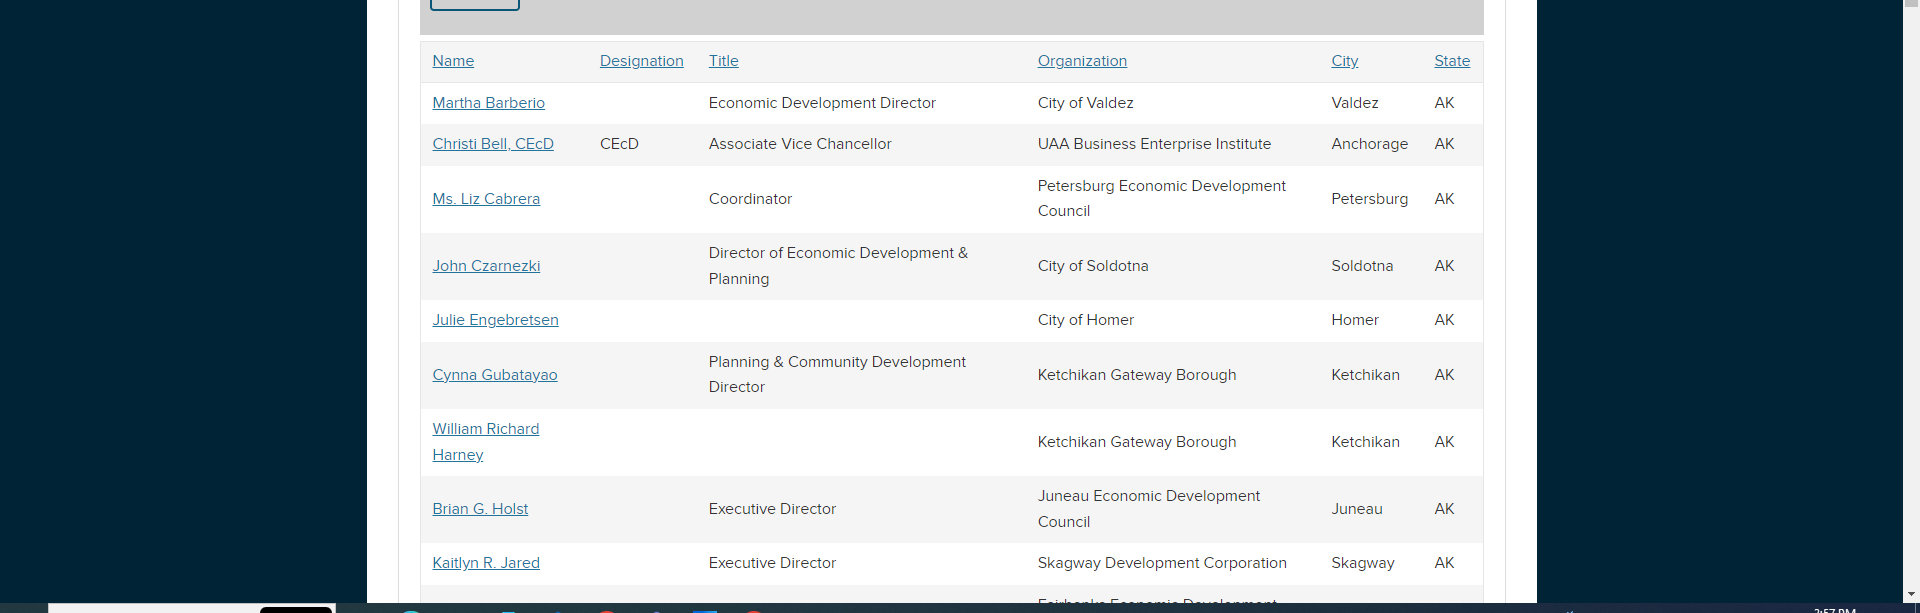 Name Designation Title Organization City State
Martha Barberio Economic Development Director City of Valdez Valdez AK
Christi Bell, CEcD CEcD Associate Vice Chancellor UAA Business Enterprise Institute Anchorage AK
Petersburg Economic Development
Ms. Liz Cabrera Coordinator Petersburg AK
Council
Director of Economic Development &
John Czarnezki City of Soldotna Soldotna AK
Planning
Julie Engebretsen City of Homer Homer AK
Planning & Community Development
Cynna Gubatayao Ketchikan Gateway Borough Ketchikan AK
Director
William Richard
Ketchikan Gateway Borough Ketchikan AK
Harney
Juneau Economic Development
Brian G. Holst Executive Director Juneau AK
Council
Kaitlyn R. Jared Executive Director Skagway Development Corporation Skagway AK